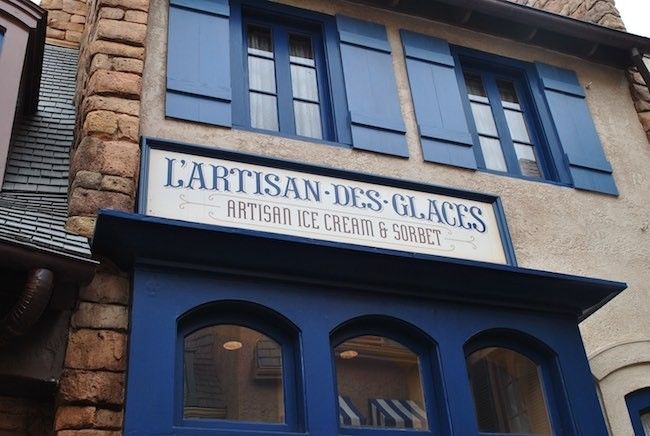 L'ARTISAN·DES·GLACES
ARTISAN ICE CREAM & SORBET